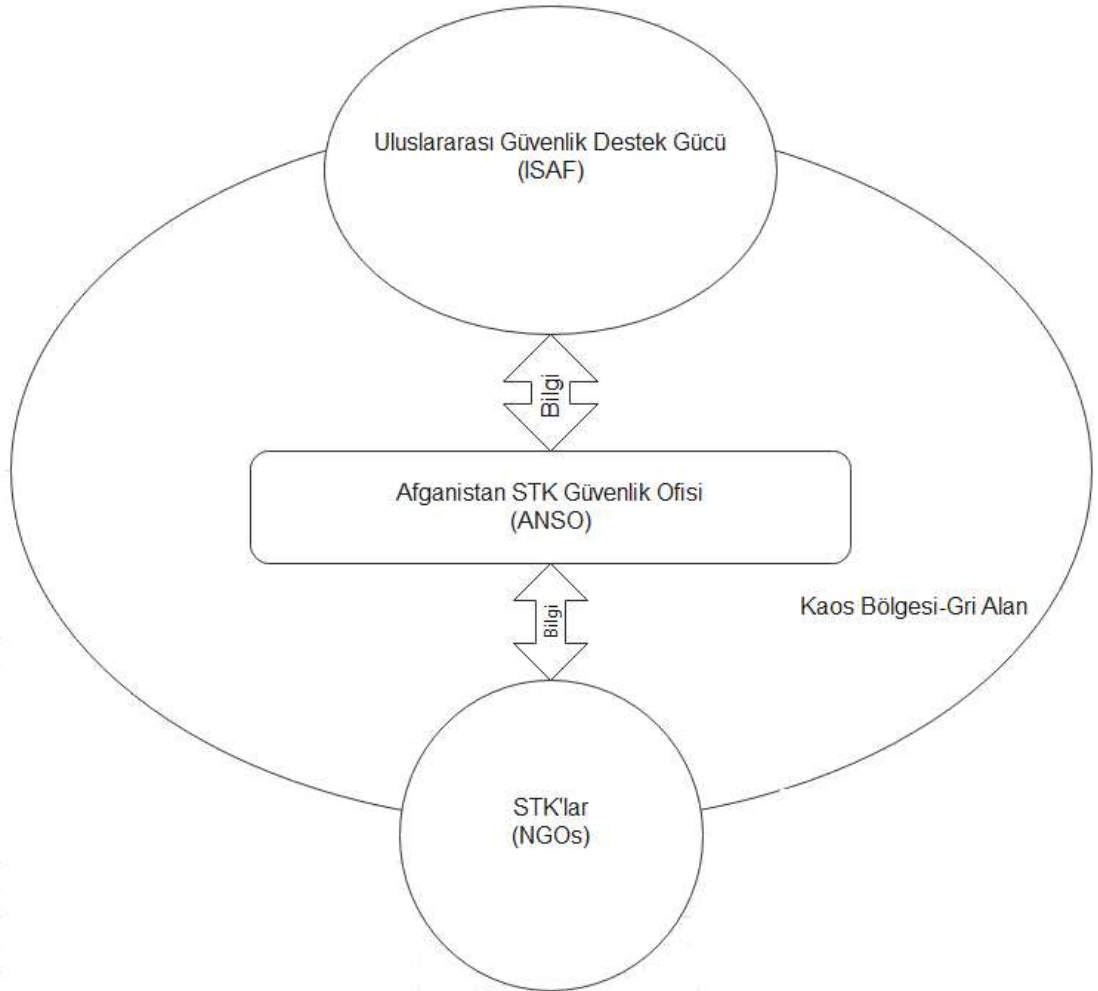 Uluslararası Güvenlik Destek Gücü
(ISAF)
Bilgi
Afganistan STK Güvenlik Ofisi
(ANSO)
Bilgi
Kaos Bölgesi-Gri Alan
STK'lar
(NGOs)